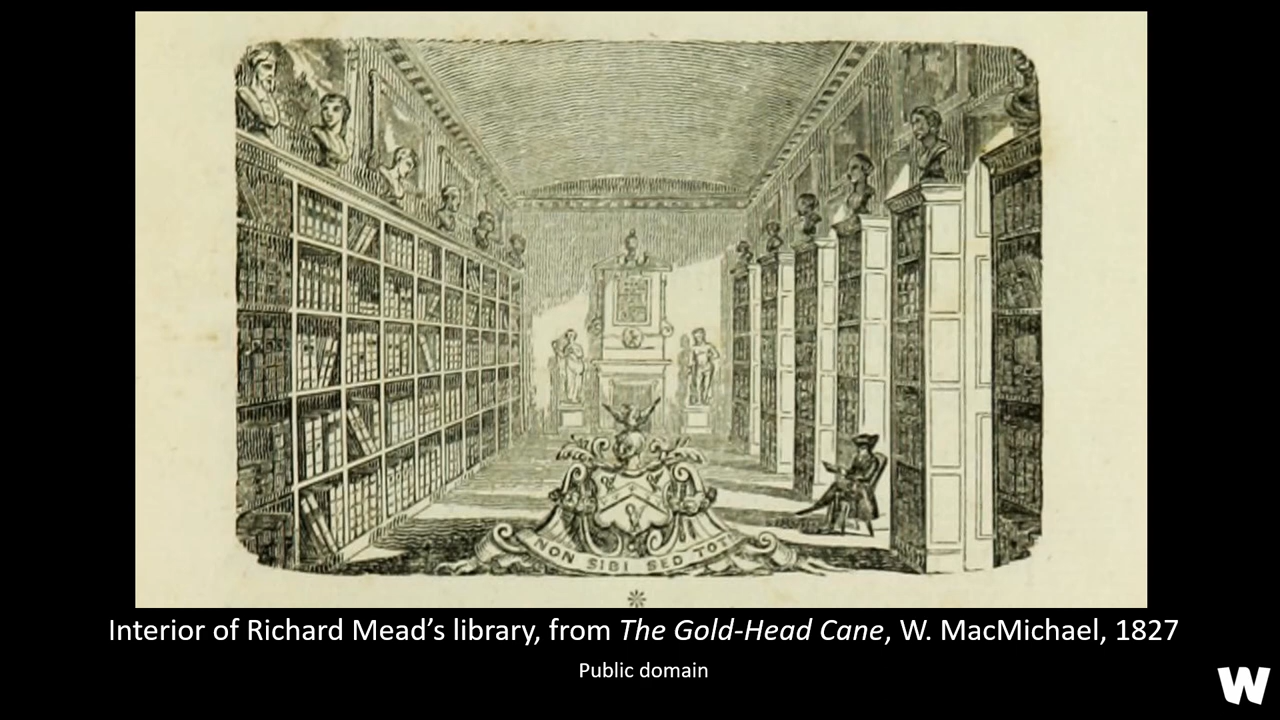 NON SIBI SED TOTI
Interior of Richard Mead’s library, from The Gold-Head Cane, W. MacMichael, 1827
Public domain
W